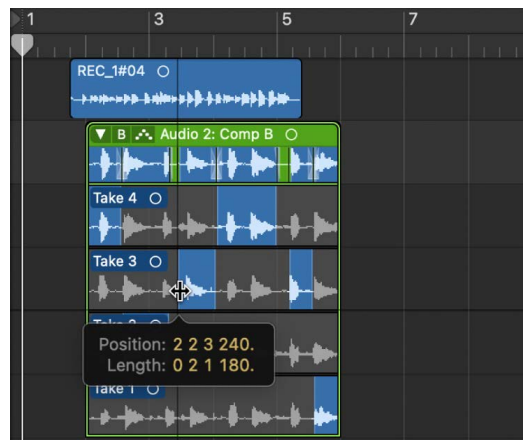 1 3 5 7
REC_1#04
B Audio 2: Comp B
Take 4
Take 3
Position: 2 2 3 240.
Length: 0 2 1 180.
Take 1